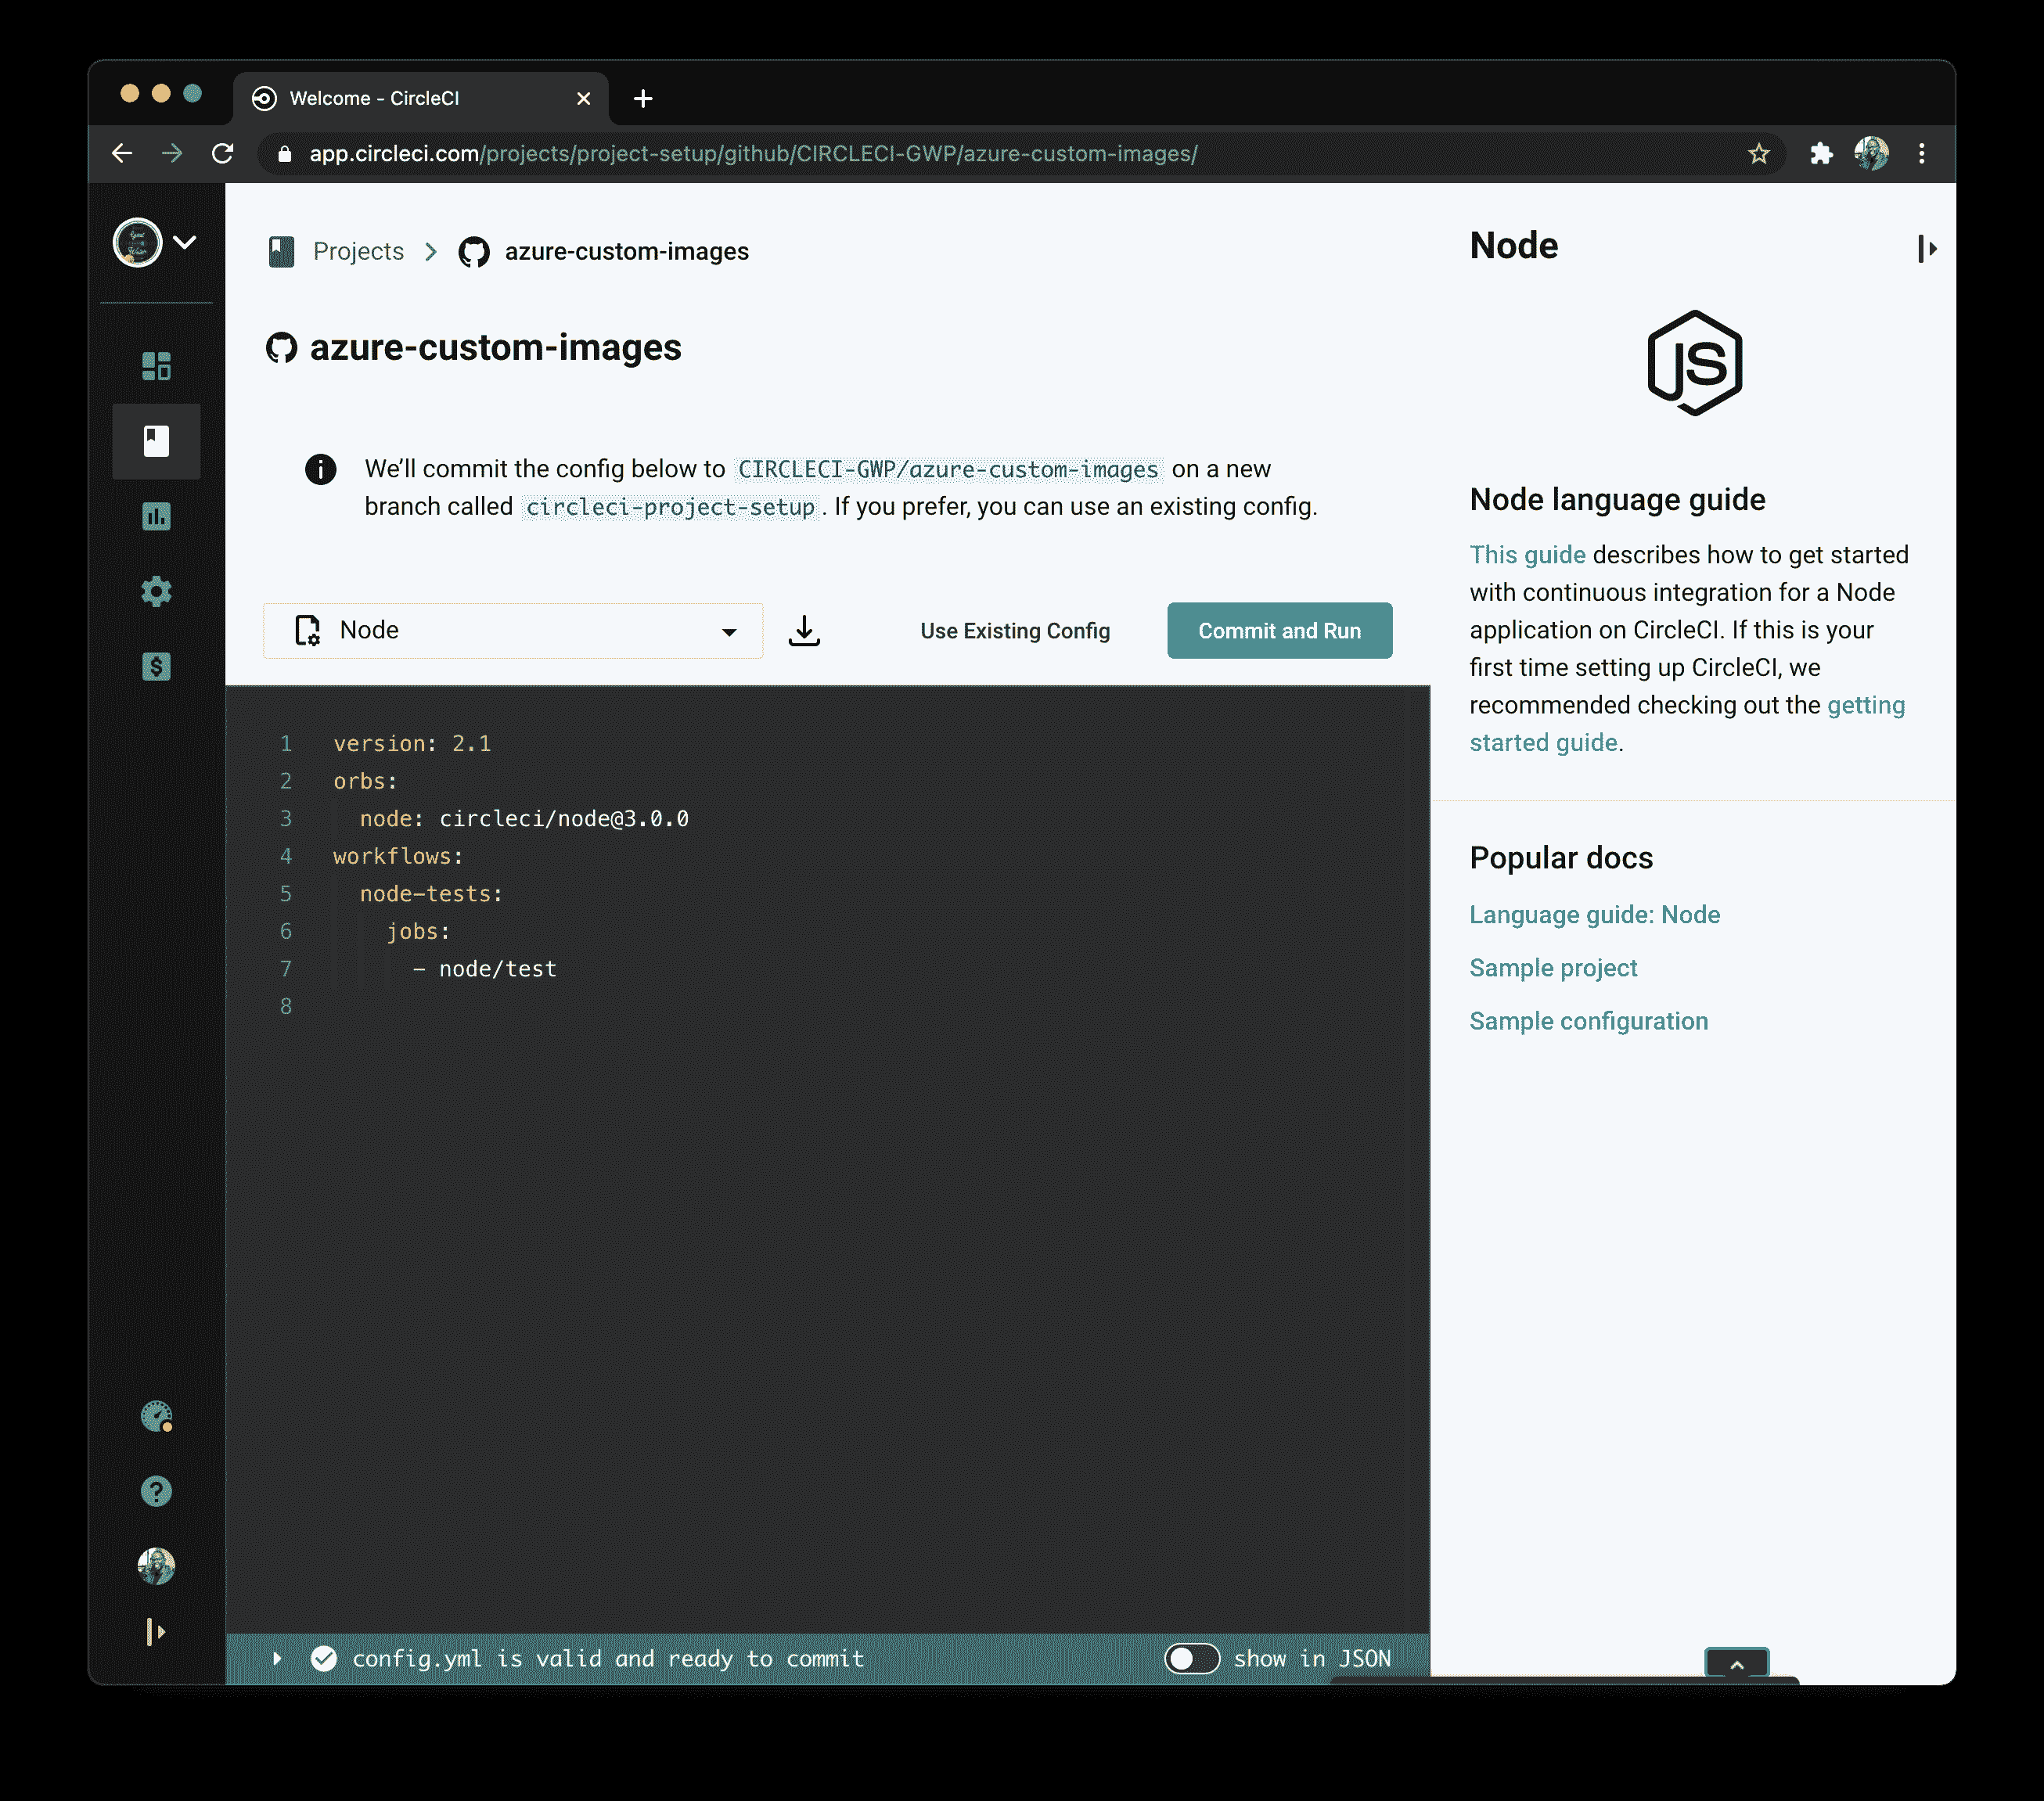 Welcome - CircleCI
app.circleci.com/projects/project-setup/github/CIRCLECI-GWP/azure-custom-images/
Projects
azure-custom-images
azure-custom-images
We'll commit the config below to CIRCLECI-GWP/azure-custom-images on a new
branch called circleci-project-setup. If you prefer, you can use an existing config.
Node
Use Existing Config
Commit and Run
1 version: 2.1
2 orbs:
3 node: circleci/node@3.0.0
4 workflows:
5 node-tests:
6 jobs:
7 - node/test
8
config.yml is valid and ready to commit
show in JSON
Node
JS
Node language guide
This guide describes how to get started
with continuous integration for a Node
application on CircleCI. If this is your
first time setting up CircleCI, we
recommended checking out the getting
started guide.
Popular docs
Language guide: Node
Sample project
Sample configuration